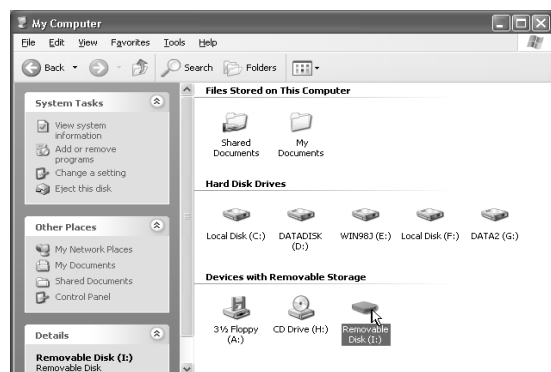 My Computer
File Edit View Favorites Tools Help
Back Search Folders
System Tasks
View system
information
Add or remove
programs
Change a setting
Eject this disk
Other Places
My Network Places
My Documents
Shared Documents
Control Panel
Details
Removable Disk (I:)
Removable Disk
Files Stored on This Computer
Shared
Documents
My
Documents
Hard Disk Drives
Local Disk (C:)
DATADISK
(D:)
WIN98J (E:)
Local Disk (F:)
DATA2 (G:)
Devices with Removable Storage
3½ Floppy
(A:)
CD Drive (H:)
Removable
Disk (I:)